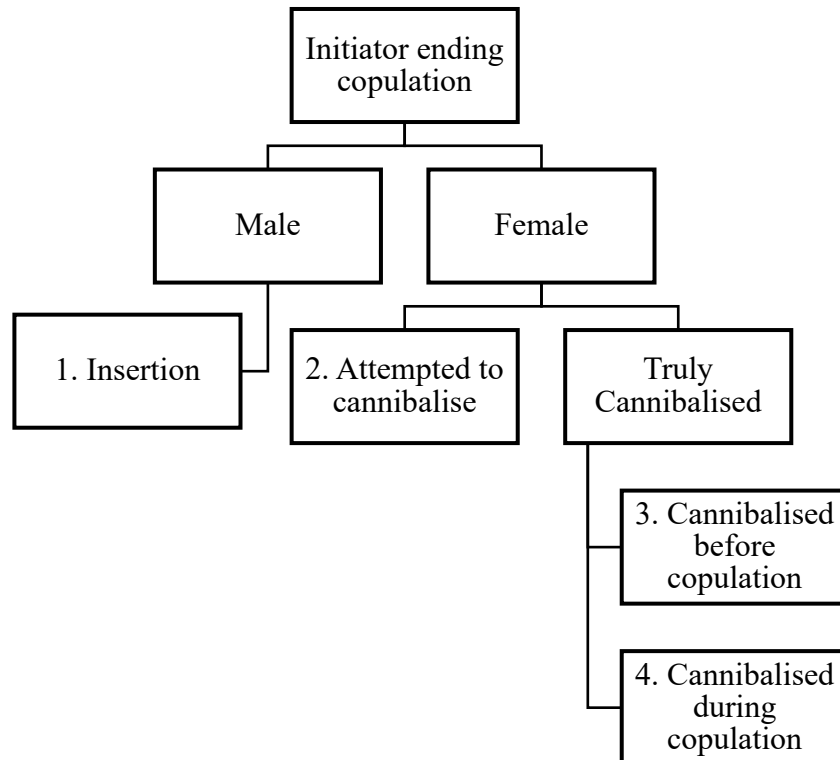 Initiator ending
copulation
Male
Female
1. Insertion
2. Attempted to
cannibalise
Truly
Cannibalised
3. Cannibalised
before
copulation
4. Cannibalised
during
copulation